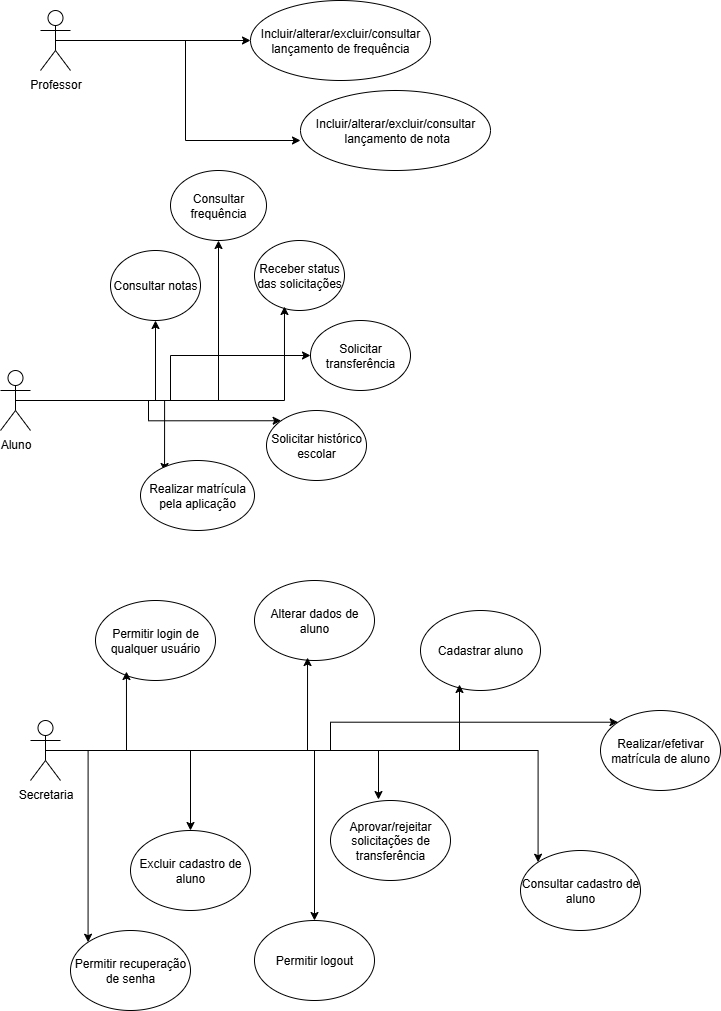 Incluir/alterar/excluir/consultar
lançamento de frequência
Professor
Incluir/alterar/excluir/consultar
lançamento de nota
Consultar
frequência
Consultar notas
Receber status
das solicitações
Solicitar
transferência
Aluno
Solicitar histórico
escolar
Realizar matrícula
pela aplicação
Permitir login de
qualquer usuário
Alterar dados de
aluno
Cadastrar aluno
Realizar/efetivar
matrícula de aluno
Secretaria
Aprovar/rejeitar
solicitações de
transferência
Excluir cadastro de
aluno
Consultar cadastro de
aluno
Permitir recuperação
de senha
Permitir logout